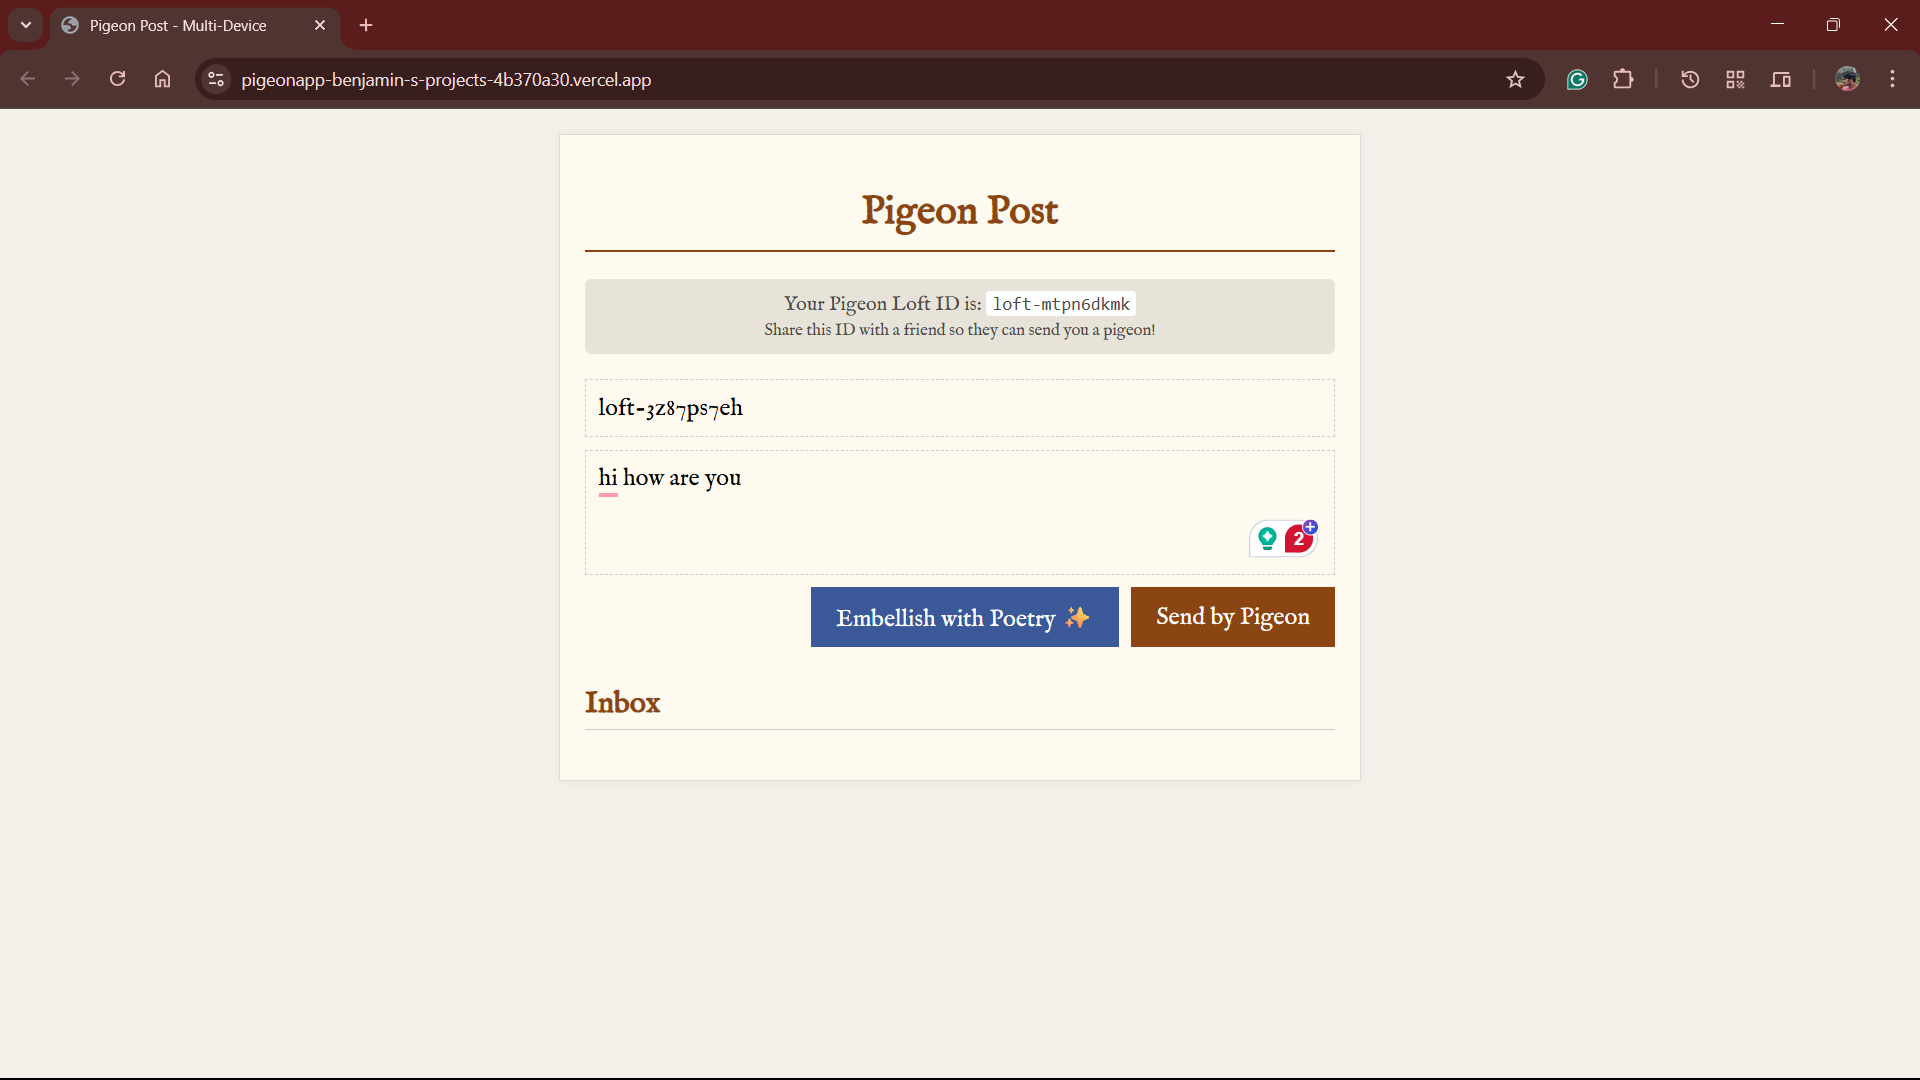 Pigeon Post - Multi-Device
pigeonapp-benjamin-s-projects-4b370a30.vercel.app
Pigeon Post
Your Pigeon Loft ID is: loft-mtpn6dkmk
Share this ID with a friend so they can send you a pigeon!
loft-3z87ps7eh
hi how are you
2
Embellish with Poetry ✨
Send by Pigeon
Inbox